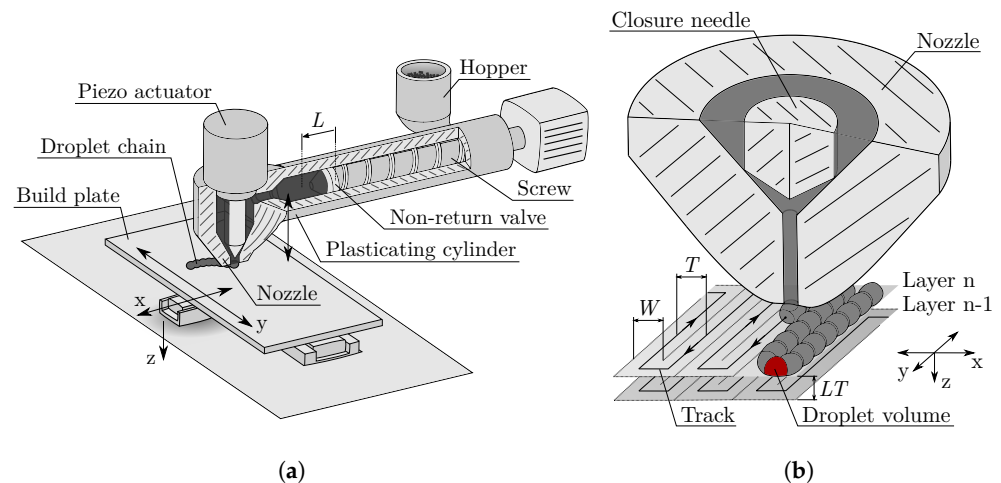 Piezo actuator
Hopper
L
Droplet chain
Build plate
Screw
Non-return valve
Plasticating cylinder
Nozzle
x
y
z
(a)
Closure needle
Nozzle
T
W
Layer n
Layer n-1
x
y
z
LT
Track
Droplet volume
(b)